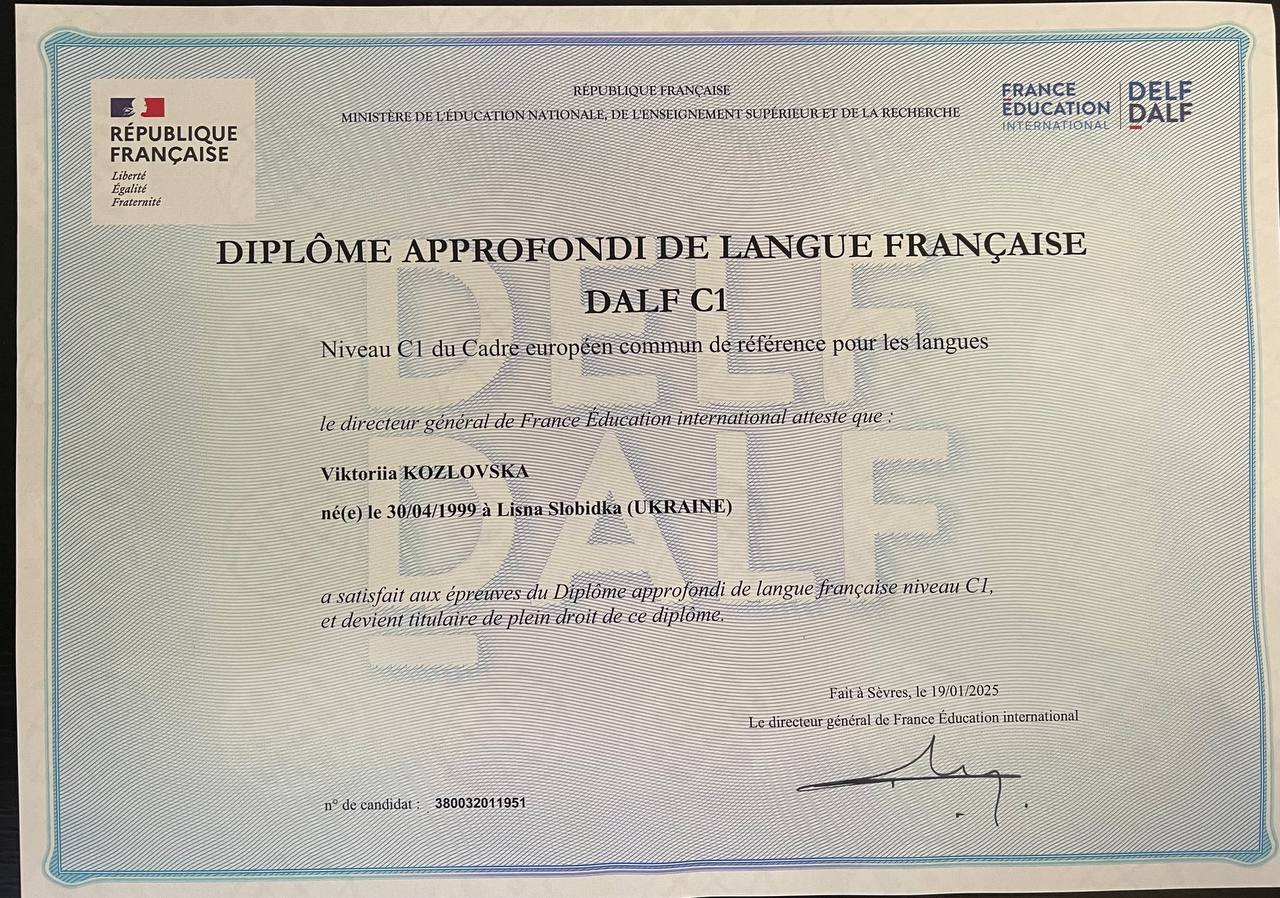 RÉPUBLIQUE FRANÇAISE
MINISTÈRE DE L'ÉDUCATION NATIONALE, DE L'ENSEIGNEMENT SUPÉRIEUR ET DE LA RECHERCHE
RÉPUBLIQUE
FRANÇAISE
Liberté
Égalité
Fraternité
FRANCE
ÉDUCATION
INTERNATIONAL
DELF
DALF
DIPLÔME APPROFONDI DE LANGUE FRANÇAISE
DALF C1
Niveau C1 du Cadre européen commun de référence pour les langues
le directeur général de France Éducation international atteste que :
Viktoriia KOZLOVSKA
né(e) le 30/04/1999 à Lisna Slobidka (UKRAINE)
a satisfait aux épreuves du Diplôme approfondi de langue française niveau C1,
et devient titulaire de plein droit de ce diplôme.
Fait à Sèvres, le 19/01/2025
Le directeur général de France Éducation international
n° de candidat : 380032011951
DELF
DALF